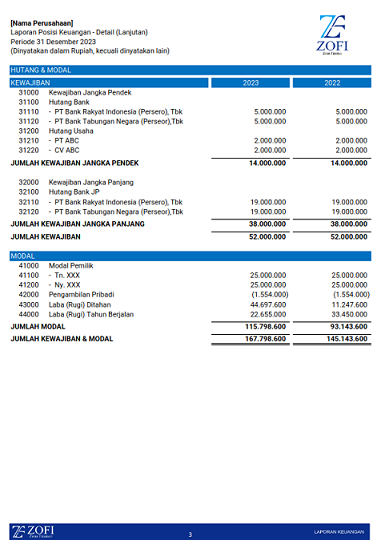 [Nama Perusahaan]
Laporan Posisi Keuangan - Detail (Lanjutan)
Periode 31 Desember 2023
(Dinyatakan dalam Rupiah, kecuali dinyatakan lain)
ZOFI
HUTANG & MODAL
KEWAJIBAN 2023 2022
31000 Kewajiban Jangka Pendek
31100 Hutang Bank
31110 - PT Bank Rakyat Indonesia (Persero), Tbk 5.000.000 5.000.000
31120 - PT Bank Tabungan Negara (Perseor),Tbk 5.000.000 5.000.000
31200 Hutang Usaha
31210 - PT ABC 2.000.000 2.000.000
31220 - CV ABC 2.000.000 2.000.000
JUMLAH KEWAJIBAN JANGKA PENDEK 14.000.000 14.000.000
32000 Kewajiban Jangka Panjang
32100 Hutang Bank JP
32110 - PT Bank Rakyat Indonesia (Persero), Tbk 19.000.000 19.000.000
32120 - PT Bank Tabungan Negara (Perseor),Tbk 19.000.000 19.000.000
JUMLAH KEWAJIBAN JANGKA PANJANG 38.000.000 38.000.000
JUMLAH KEWAJIBAN 52.000.000 52.000.000
MODAL
41000 Modal Pemilik
41100 - Tn. XXX 25.000.000 25.000.000
41200 - Ny. XXX 25.000.000 25.000.000
42000 Pengambilan Pribadi (1.554.000) (1.554.000)
43000 Laba (Rugi) Ditahan 44.697.600 11.247.600
44000 Laba (Rugi) Tahun Berjalan 22.655.000 33.450.000
JUMLAH MODAL 115.798.600 93.143.600
JUMLAH KEWAJIBAN & MODAL 167.798.600 145.143.600
ZOFI
3
LAPORAN KEUANGAN